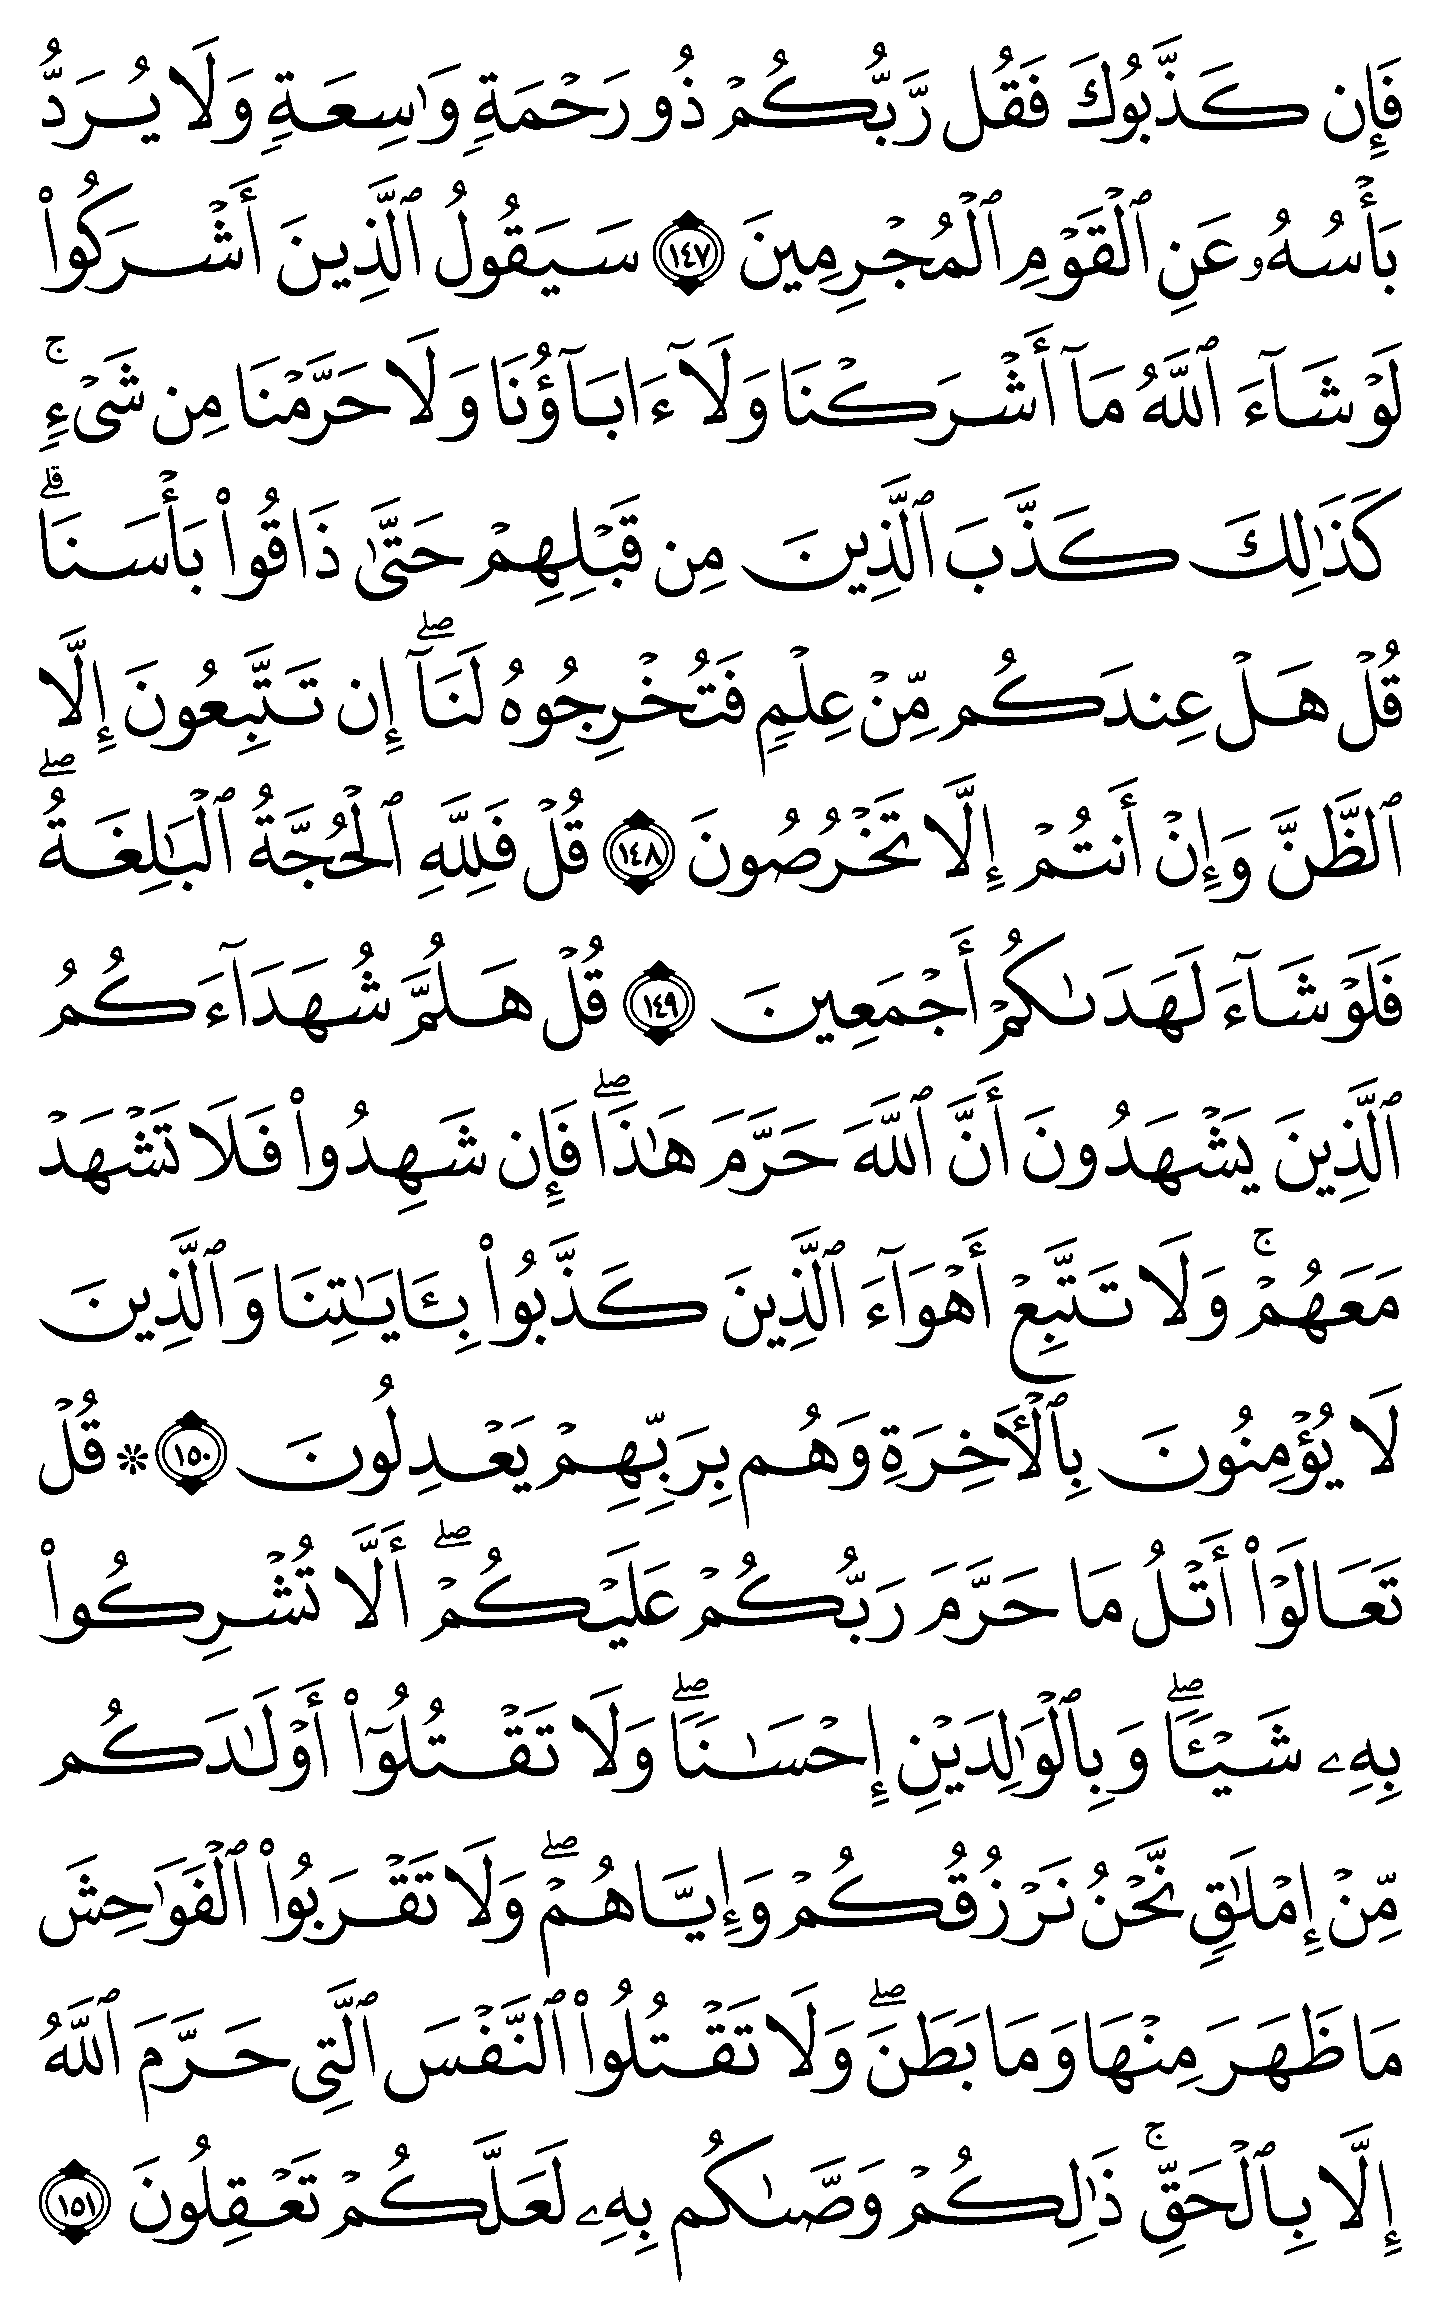 فَإِن كَذَّبُوكَ فَقُل رَّبُّكُمۡ ذُو رَحۡمَةٖ وَٰسِعَةٖ وَلَا يُرَدُّ
بَأۡسُهُۥ عَنِ ٱلۡقَوۡمِ ٱلۡمُجۡرِمِينَ ١٤٧ سَيَقُولُ ٱلَّذِينَ أَشۡرَكُواْ
لَوۡ شَآءَ ٱللَّهُ مَآ أَشۡرَكۡنَا وَلَآ ءَابَآؤُنَا وَلَا حَرَّمۡنَا مِن شَيۡءٖۚ
كَذَٰلِكَ كَذَّبَ ٱلَّذِينَ مِن قَبۡلِهِمۡ حَتَّىٰ ذَاقُواْ بَأۡسَنَاۗ
قُلۡ هَلۡ عِندَكُم مِّنۡ عِلۡمٖ فَتُخۡرِجُوهُ لَنَآۖ إِن تَتَّبِعُونَ إِلَّا
ٱلظَّنَّ وَإِنۡ أَنتُمۡ إِلَّا تَخۡرُصُونَ ١٤٨ قُلۡ فَلِلَّهِ ٱلۡحُجَّةُ ٱلۡبَٰلِغَةُۖ
فَلَوۡ شَآءَ لَهَدَىٰكُمۡ أَجۡمَعِينَ ١٤٩ قُلۡ هَلُمَّ شُهَدَآءَكُمُ
ٱلَّذِينَ يَشۡهَدُونَ أَنَّ ٱللَّهَ حَرَّمَ هَٰذَاۖ فَإِن شَهِدُواْ فَلَا تَشۡهَدۡ
مَعَهُمۡۚ وَلَا تَتَّبِعۡ أَهۡوَآءَ ٱلَّذِينَ كَذَّبُواْ بِـَٔايَٰتِنَا وَٱلَّذِينَ
لَا يُؤۡمِنُونَ بِٱلۡأٓخِرَةِ وَهُم بِرَبِّهِمۡ يَعۡدِلُونَ ١٥٠ ۞ قُلۡ
تَعَالَوۡاْ أَتۡلُ مَا حَرَّمَ رَبُّكُمۡ عَلَيۡكُمۡۖ أَلَّا تُشۡرِكُواْ
بِهِۦ شَيۡـٔٗاۖ وَبِٱلۡوَٰلِدَيۡنِ إِحۡسَٰنٗاۖ وَلَا تَقۡتُلُوٓاْ أَوۡلَٰدَكُم
مِّنۡ إِمۡلَٰقٖ نَّحۡنُ نَرۡزُقُكُمۡ وَإِيَّاهُمۡۖ وَلَا تَقۡرَبُواْ ٱلۡفَوَٰحِشَ
مَا ظَهَرَ مِنۡهَا وَمَا بَطَنَۖ وَلَا تَقۡتُلُواْ ٱلنَّفۡسَ ٱلَّتِي حَرَّمَ ٱللَّهُ
إِلَّا بِٱلۡحَقِّۚ ذَٰلِكُمۡ وَصَّىٰكُم بِهِۦ لَعَلَّكُمۡ تَعۡقِلُونَ ١٥١